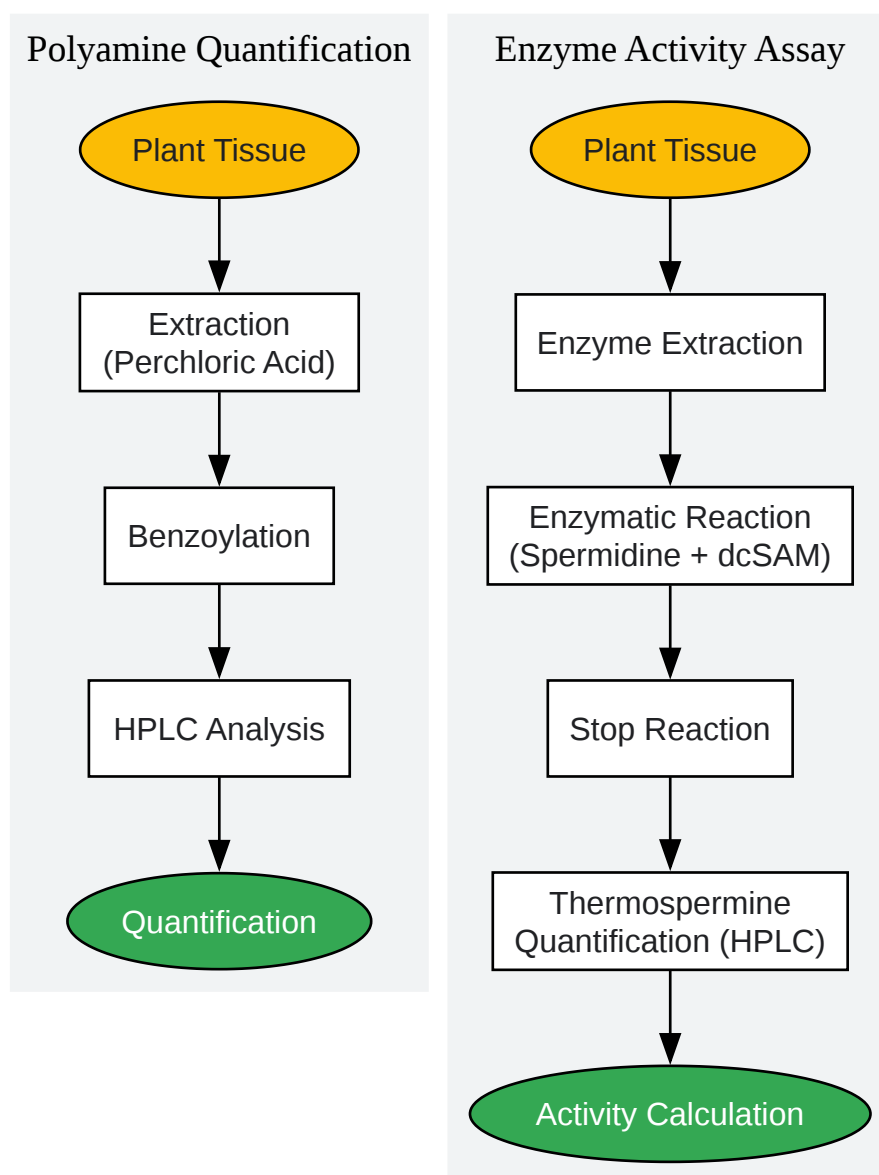 Polyamine Quantification
Plant Tissue
Extraction
(Perchloric Acid)
Benzoylation
HPLC Analysis
Quantification
Enzyme Activity Assay
Plant Tissue
Enzyme Extraction
Enzymatic Reaction
(Spermidine + dcSAM)
Stop Reaction
Thermospermine
Quantification (HPLC)
Activity Calculation